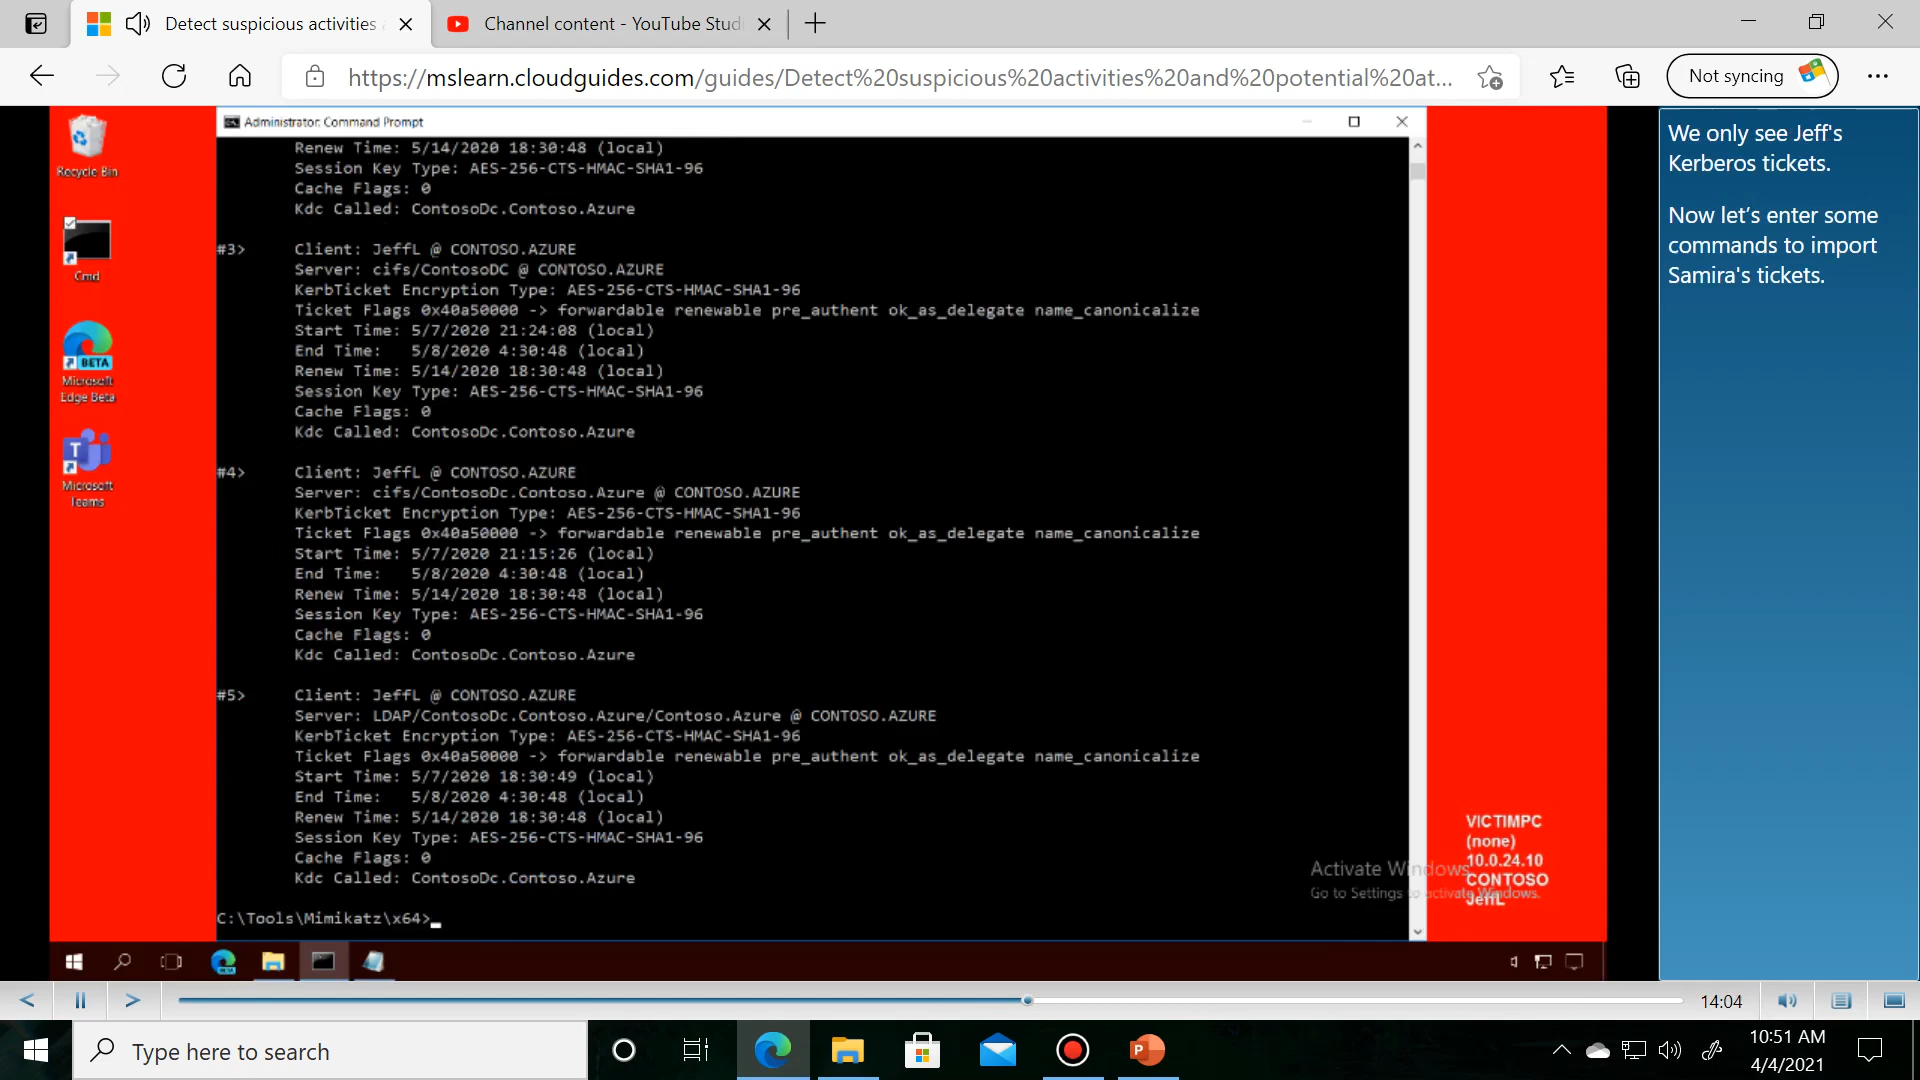 Detect suspicious activities
Channel content - YouTube Stud
https://mslearn.cloudguides.com/guides/Detect%20suspicious%20activities%20and%20potential%20at...
Not syncing
Recycle Bin
Cmd
BETA
Microsoft
Edge Beta
Microsoft
Teams
Administrator: Command Prompt
Renew Time: 5/14/2020 18:30:48 (local)
Session Key Type: AES-256-CTS-HMAC-SHA1-96
Cache Flags: 0
Kdc Called: ContosoDc.Contoso.Azure
#3> Client: JeffL @ CONTOSO.AZURE
Server: cifs/ContosoDC @ CONTOSO.AZURE
KerbTicket Encryption Type: AES-256-CTS-HMAC-SHA1-96
Ticket Flags 0x40a50000 -> forwardable renewable pre_authent ok_as_delegate name_canonicalize
Start Time: 5/7/2020 21:24:08 (local)
End Time: 5/8/2020 4:30:48 (local)
Renew Time: 5/14/2020 18:30:48 (local)
Session Key Type: AES-256-CTS-HMAC-SHA1-96
Cache Flags: 0
Kdc Called: ContosoDc.Contoso.Azure
#4> Client: JeffL @ CONTOSO.AZURE
Server: cifs/ContosoDc.Contoso.Azure @ CONTOSO.AZURE
KerbTicket Encryption Type: AES-256-CTS-HMAC-SHA1-96
Ticket Flags 0x40a50000 -> forwardable renewable pre_authent ok_as_delegate name_canonicalize
Start Time: 5/7/2020 21:15:26 (local)
End Time: 5/8/2020 4:30:48 (local)
Renew Time: 5/14/2020 18:30:48 (local)
Session Key Type: AES-256-CTS-HMAC-SHA1-96
Cache Flags: 0
Kdc Called: ContosoDc.Contoso.Azure
#5> Client: JeffL @ CONTOSO.AZURE
Server: LDAP/ContosoDc.Contoso.Azure/Contoso.Azure @ CONTOSO.AZURE
KerbTicket Encryption Type: AES-256-CTS-HMAC-SHA1-96
Ticket Flags 0x40a50000 -> forwardable renewable pre_authent ok_as_delegate name_canonicalize
Start Time: 5/7/2020 18:30:49 (local)
End Time: 5/8/2020 4:30:48 (local)
Renew Time: 5/14/2020 18:30:48 (local)
Session Key Type: AES-256-CTS-HMAC-SHA1-96
Cache Flags: 0
Kdc Called: ContosoDc.Contoso.Azure
C:\Tools\Mimikatz\x64>_
VICTIMPC
(none)
10.0.24.10
CONTOSO
JeffL
Activate Windows
Go to Settings to activate Windows.
We only see Jeff's
Kerberos tickets.
Now let’s enter some
commands to import
Samira's tickets.
14:04
Type here to search
10:51 AM
4/4/2021